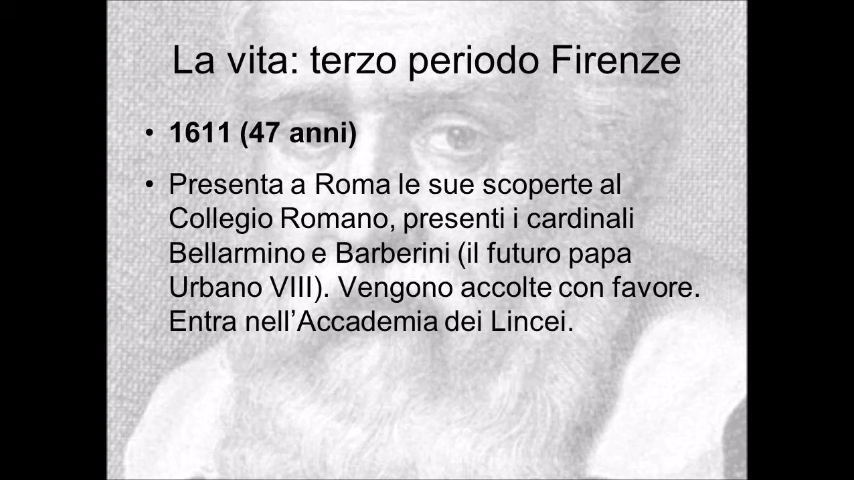 La vita: terzo periodo Firenze
• 1611 (47 anni)
• Presenta a Roma le sue scoperte al
Collegio Romano, presenti i cardinali
Bellarmino e Barberini (il futuro papa
Urbano VIII). Vengono accolte con favore.
Entra nell’Accademia dei Lincei.